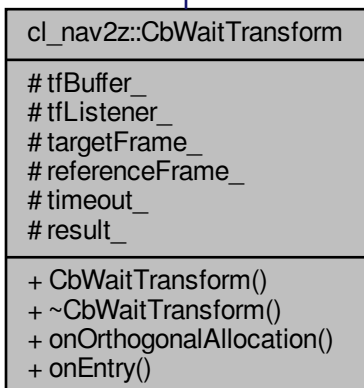 cl_nav2z::CbWaitTransform
# tfBuffer_
# tfListener_
# targetFrame_
# referenceFrame_
# timeout_
# result_
+ CbWaitTransform()
+ ~CbWaitTransform()
+ onOrthogonalAllocation()
+ onEntry()